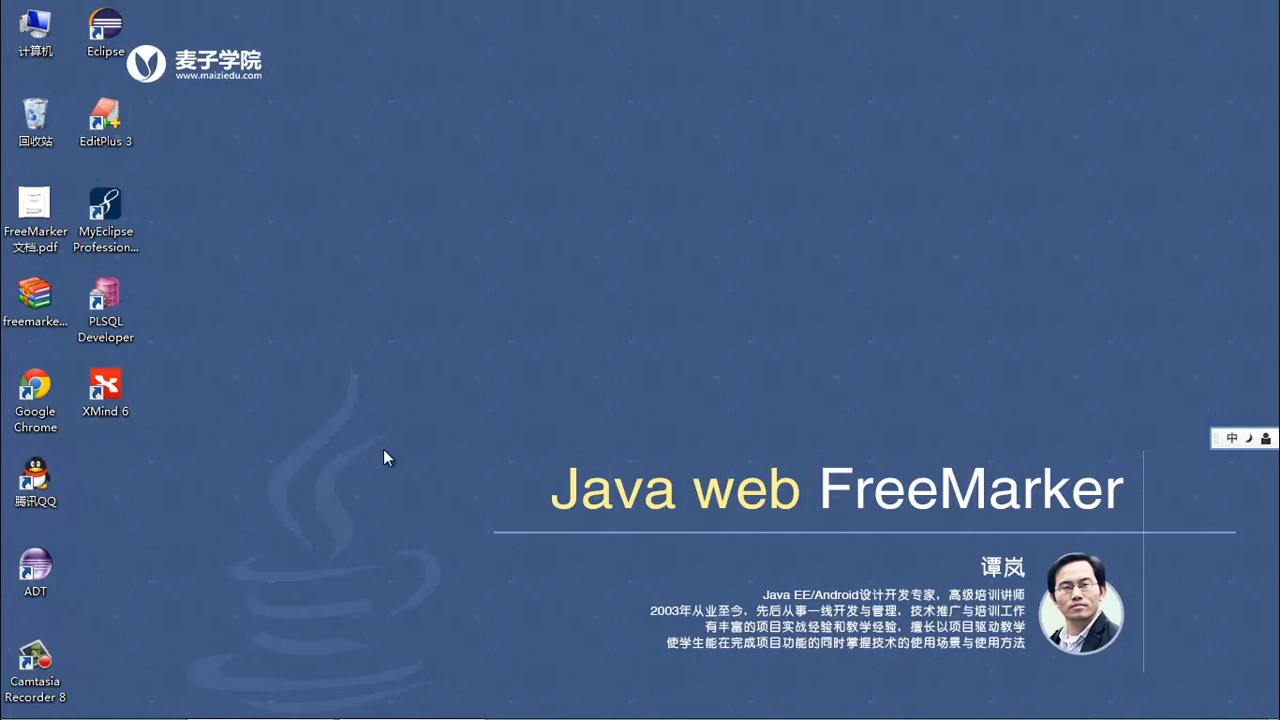 计算机
Eclipse
麦子学院
www.maiziedu.com
回收站
EditPlus 3
FreeMarker
文档.pdf
MyEclipse
Profession...
freemarke...
PLSQL
Developer
Google
Chrome
XMind 6
腾讯QQ
ADT
Camtasia
Recorder 8
中
Java web FreeMarker
谭岚
Java EE/Android设计开发专家，高级培训讲师
2003年从业至今，先后从事一线开发与管理，技术推广与培训工作
有丰富的项目实战经验和教学经验，擅长以项目驱动教学
使学生能在完成项目功能的同时掌握技术的使用场景与使用方法